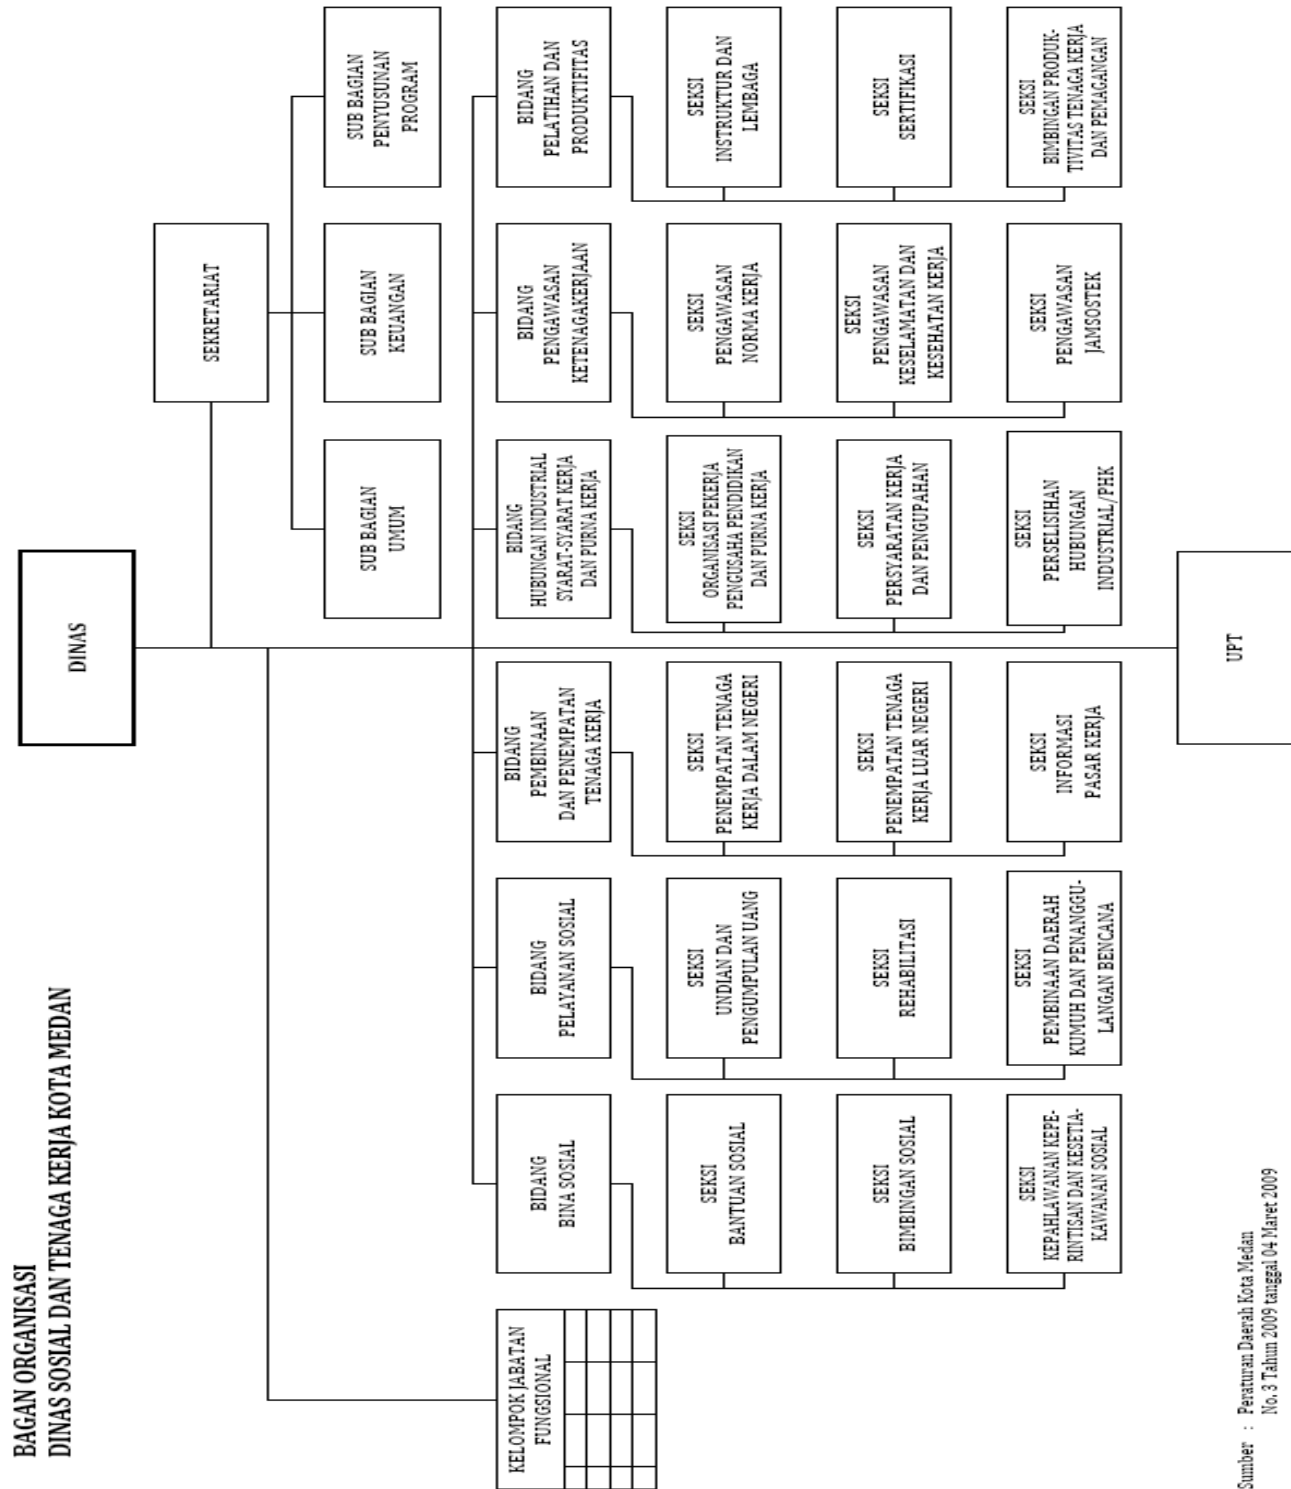 BAGAN ORGANISASI
DINAS SOSIAL DAN TENAGA KERJA KOTA MEDAN
DINAS
SEKRETARIAT
SUB BAGIAN
UMUM
SUB BAGIAN
KEUANGAN
SUB BAGIAN
PENYUSUNAN
PROGRAM
KELOMPOK JABATAN
FUNGSIONAL
BIDANG
BINA SOSIAL
BIDANG
PELAYANAN SOSIAL
BIDANG
PEMBINAAN
DAN PENEMPATAN
TENAGA KERJA
BIDANG
HUBUNGAN INDUSTRIAL
SYARAT-SYARAT KERJA
DAN PURNA KERJA
BIDANG
PENGAWASAN
KETENAGAKERJAAN
BIDANG
PELATIHAN DAN
PRODUKTIFITAS
SEKSI
BANTUAN SOSIAL
SEKSI
UNDIAN DAN
PENGUMPULAN UANG
SEKSI
PENEMPATAN TENAGA
KERJA DALAM NEGERI
SEKSI
ORGANISASI PEKERJA
PENGUSAHA PENDIDIKAN
DAN PURNA KERJA
SEKSI
PENGAWASAN
NORMA KERJA
SEKSI
INSTRUKTUR DAN
LEMBAGA
SEKSI
BIMBINGAN SOSIAL
SEKSI
REHABILITASI
SEKSI
PENEMPATAN TENAGA
KERJA LUAR NEGERI
SEKSI
PERSYARATAN KERJA
DAN PENGUPAHAN
SEKSI
PENGAWASAN
KESELAMATAN DAN
KESEHATAN KERJA
SEKSI
SERTIFIKASI
SEKSI
KEPAHLAWANAN KEPE-
RINTISAN DAN KESETIA-
KAWANAN SOSIAL
SEKSI
PEMBINAAN DAERAH
KUMUH DAN PENANGGU-
LANGAN BENCANA
SEKSI
INFORMASI
PASAR KERJA
SEKSI
PERSELISIHAN
HUBUNGAN
INDUSTRIAL/PHK
SEKSI
PENGAWASAN
JAMSOSTEK
SEKSI
BIMBINGAN PRODUK-
TIVITAS TENAGA KERJA
DAN PEMAGANGAN
UPT
Sumber : Peraturan Daerah Kota Medan
No. 3 Tahun 2009 tanggal 04 Maret 2009